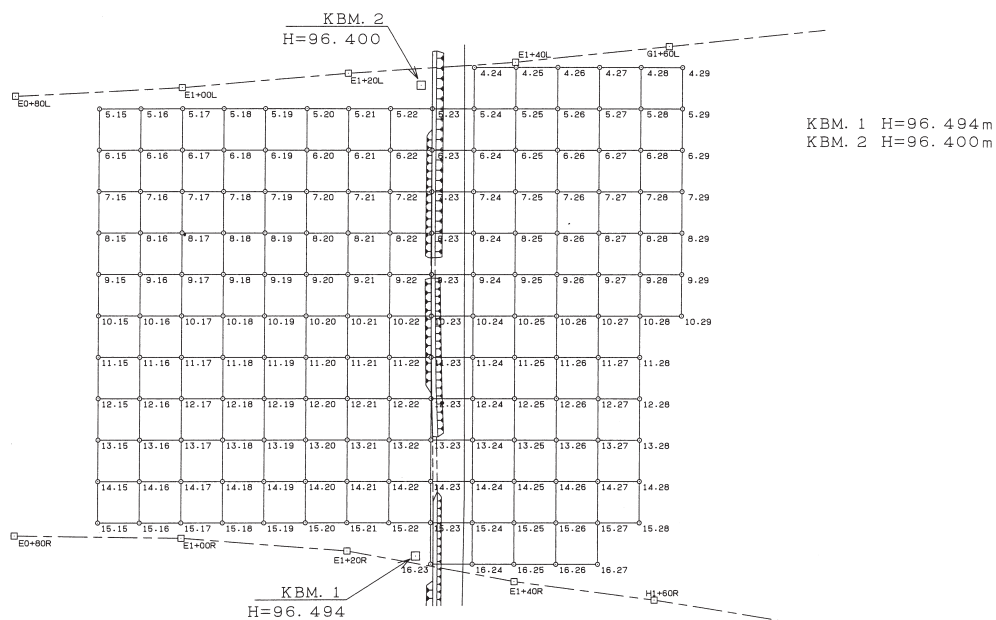 KBM. 2
H=96.400
E1+40L
G1+60L
E1+20L
4.24 4.25 4.26 4.27 4.28 4.29
E1+00L
E0+80L
5.15 5.16 5.17 5.18 5.19 5.20 5.21 5.22 5.23 5.24 5.25 5.26 5.27 5.28 5.29
KBM. 1 H=96.494m
KBM. 2 H=96.400m
6.15 6.16 6.17 6.18 6.19 6.20 6.21 6.22 6.23 6.24 6.25 6.26 6.27 6.28 6.29
7.15 7.16 7.17 7.18 7.19 7.20 7.21 7.22 7.23 7.24 7.25 7.26 7.27 7.28 7.29
8.15 8.16 8.17 8.18 8.19 8.20 8.21 8.22 8.23 8.24 8.25 8.26 8.27 8.28 8.29
9.15 9.16 9.17 9.18 9.19 9.20 9.21 9.22 9.23 9.24 9.25 9.26 9.27 9.28 9.29
10.15 10.16 10.17 10.18 10.19 10.20 10.21 10.22 10.23 10.24 10.25 10.26 10.27 10.28 10.29
11.15 11.16 11.17 11.18 11.19 11.20 11.21 11.22 11.23 11.24 11.25 11.26 11.27 11.28
12.15 12.16 12.17 12.18 12.19 12.20 12.21 12.22 12.23 12.24 12.25 12.26 12.27 12.28
13.15 13.16 13.17 13.18 13.19 13.20 13.21 13.22 13.23 13.24 13.25 13.26 13.27 13.28
14.15 14.16 14.17 14.18 14.19 14.20 14.21 14.22 14.23 14.24 14.25 14.26 14.27 14.28
15.15 15.16 15.17 15.18 15.19 15.20 15.21 15.22 15.23 15.24 15.25 15.26 15.27 15.28
E0+80R
E1+00R
E1+20R
16.23 16.24 16.25 16.26 16.27
E1+40R
H1+60R
KBM. 1
H=96.494